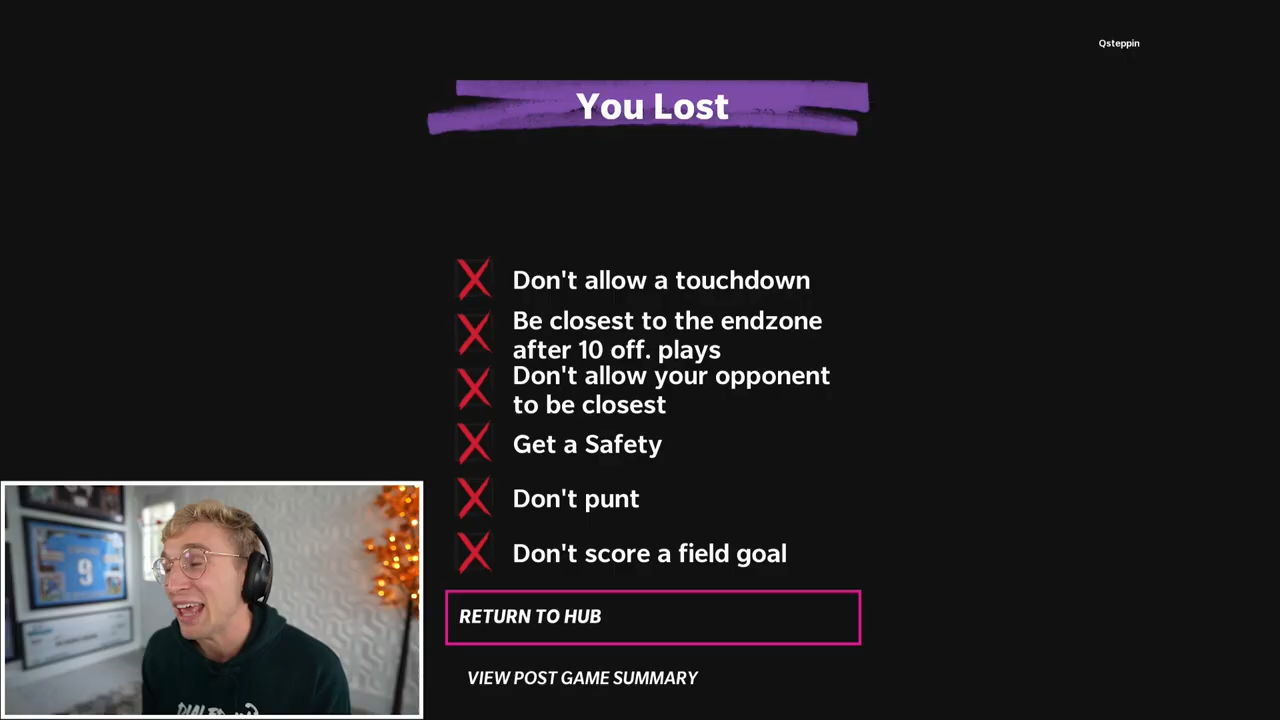 Qsteppin
You Lost
Don't allow a touchdown
Be closest to the endzone
after 10 off. plays
Don't allow your opponent
to be closest
Get a Safety
Don't punt
Don't score a field goal
RETURN TO HUB
VIEW POST GAME SUMMARY
9